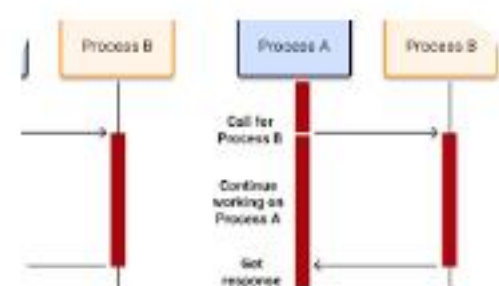 Process B
Process A
Process B
Call for
Process B
Continue
working on
Process A
Get
response